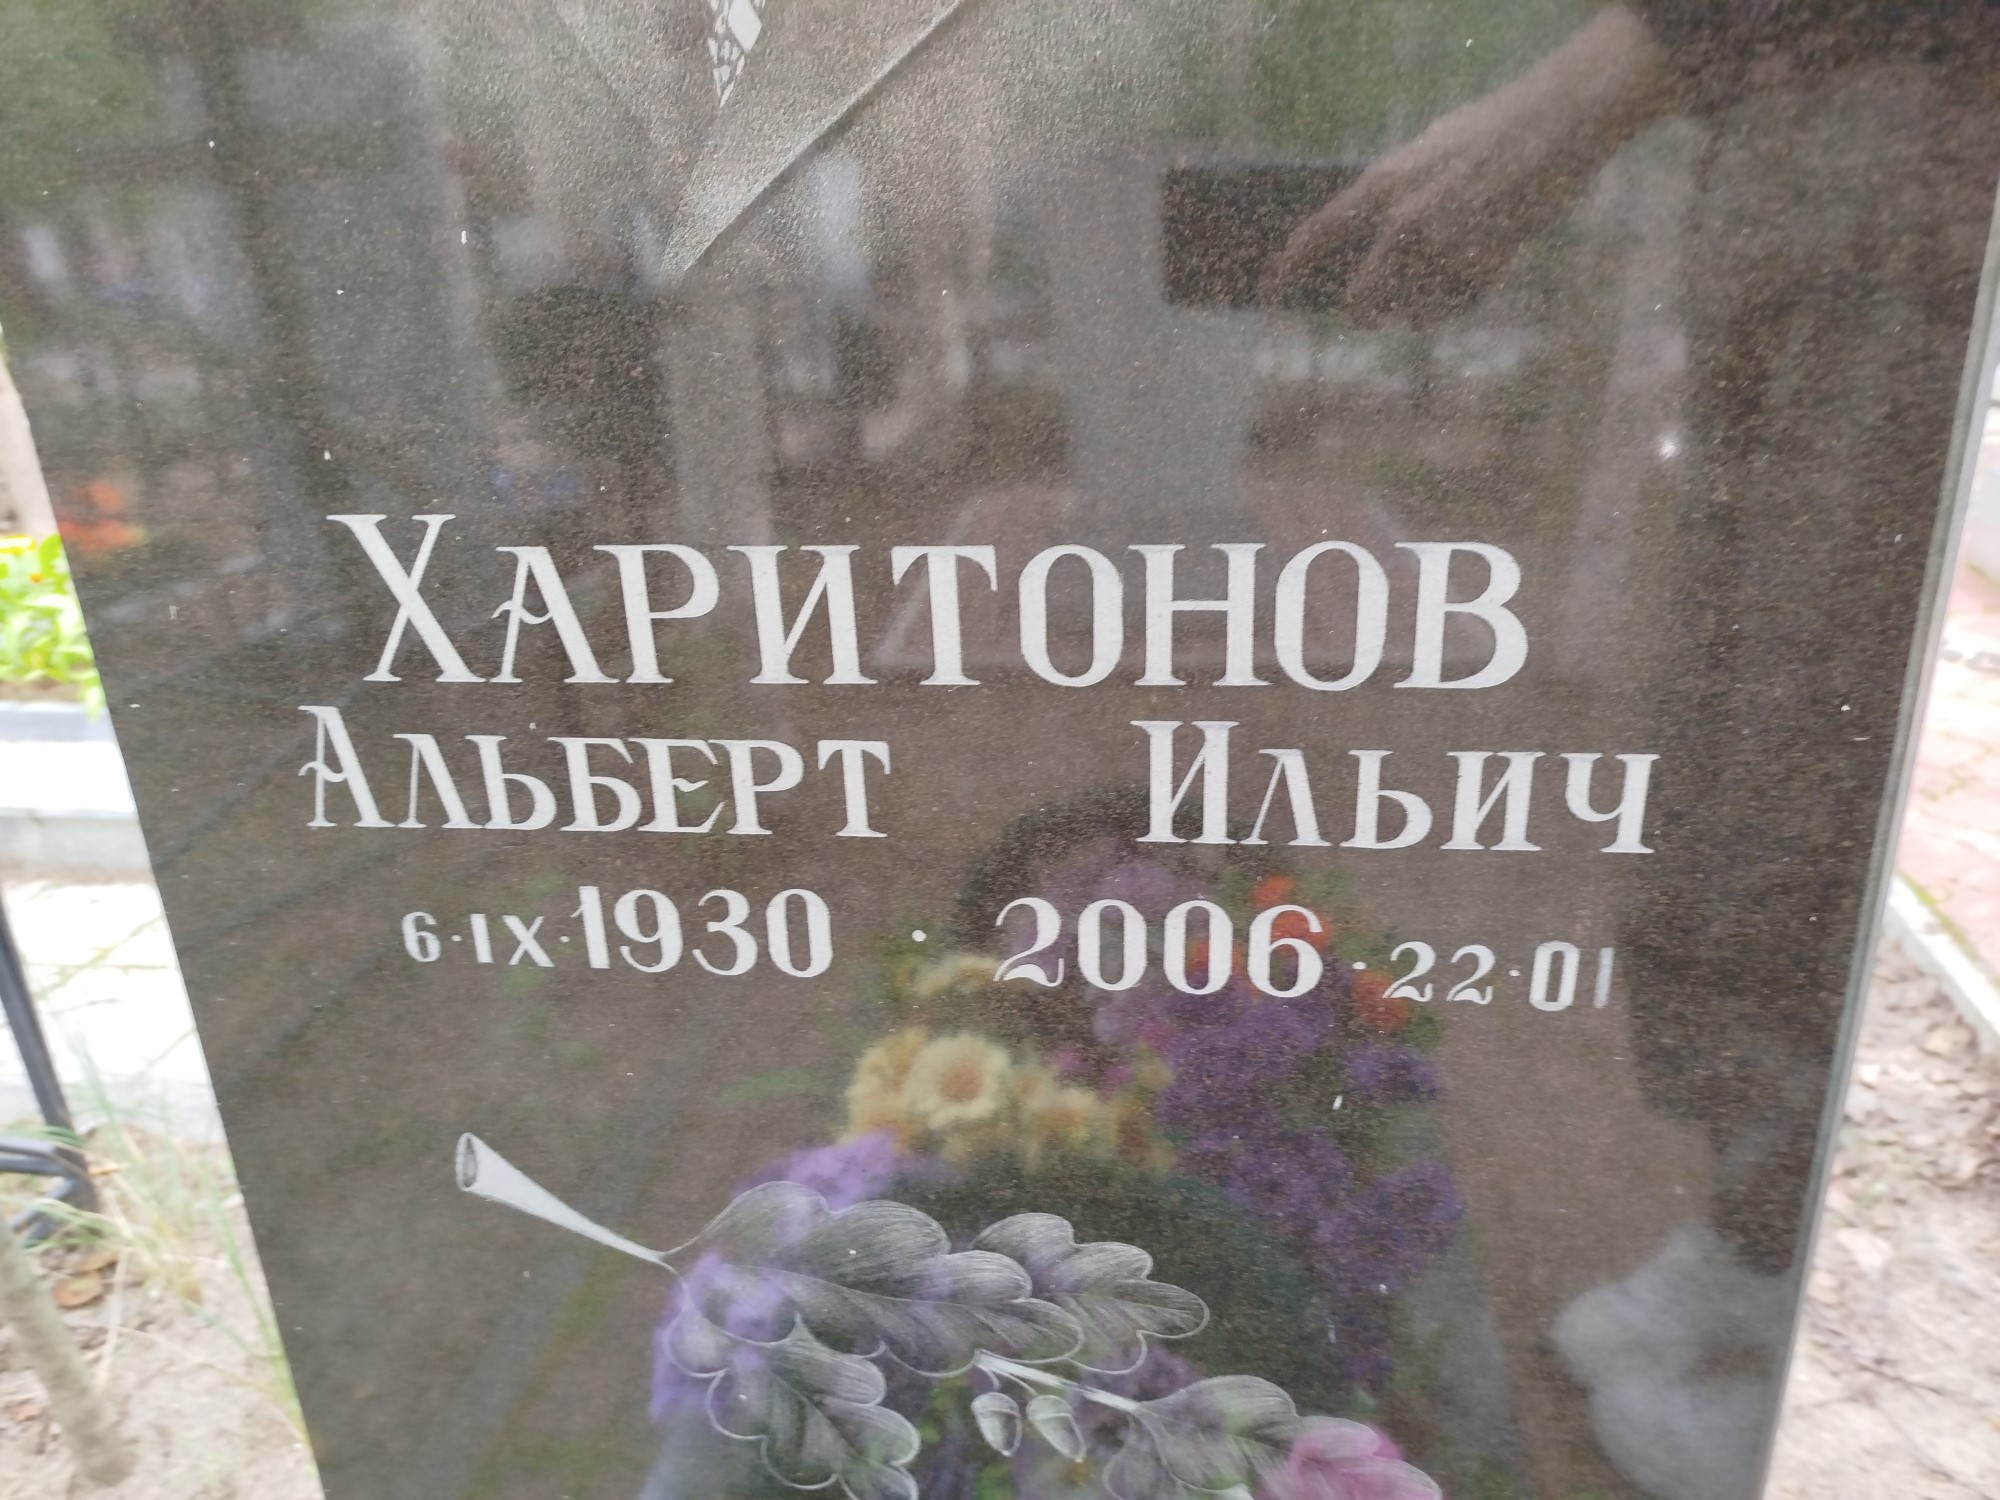 ХАРИТОНОВ
АЛЬБЕРТ ИЛЬИЧ
6·IX·1930 · 2006·22·01